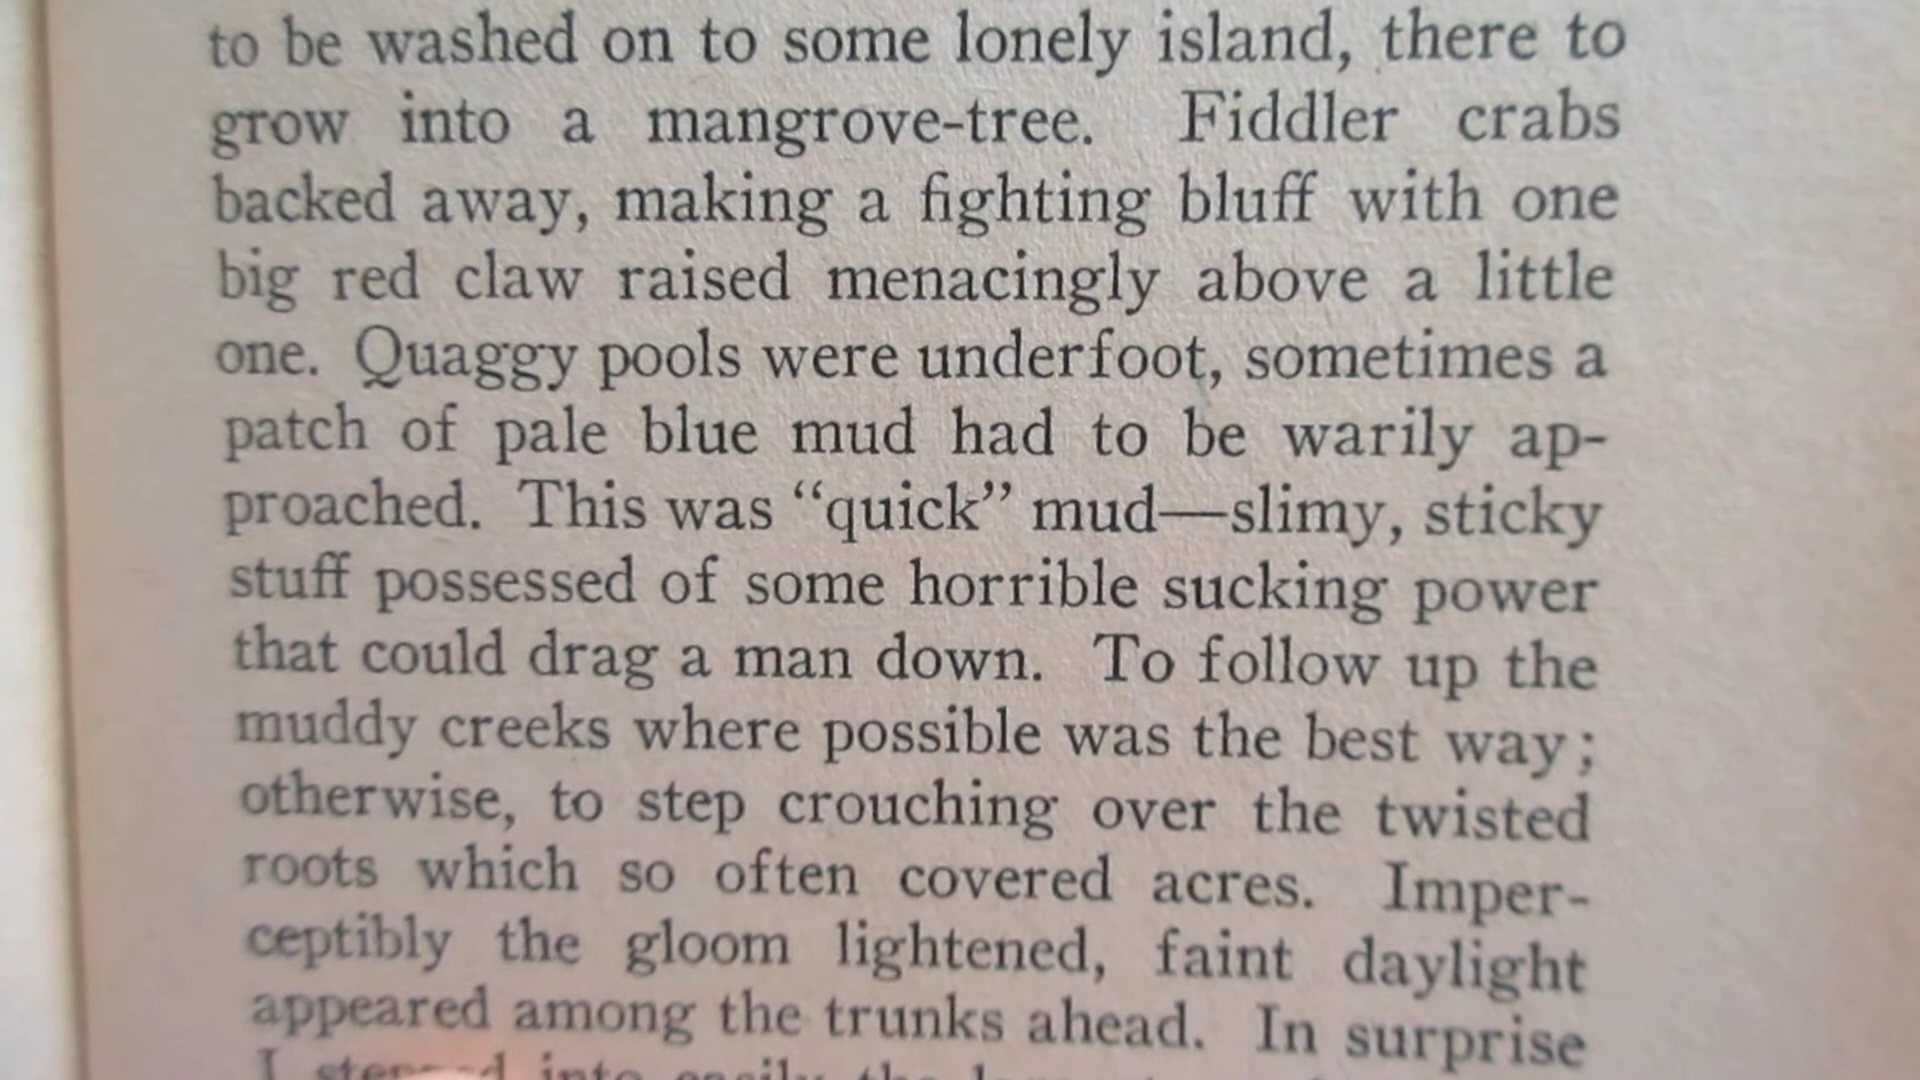 to be washed on to some lonely island, there to
grow into a mangrove-tree. Fiddler crabs
backed away, making a fighting bluff with one
big red claw raised menacingly above a little
one. Quaggy pools were underfoot, sometimes a
patch of pale blue mud had to be warily ap-
proached. This was “quick” mud—slimy, sticky
stuff possessed of some horrible sucking power
that could drag a man down. To follow up the
muddy creeks where possible was the best way;
otherwise, to step crouching over the twisted
roots which so often covered acres. Imper-
ceptibly the gloom lightened, faint daylight
appeared among the trunks ahead. In surprise
I stepped into easily the